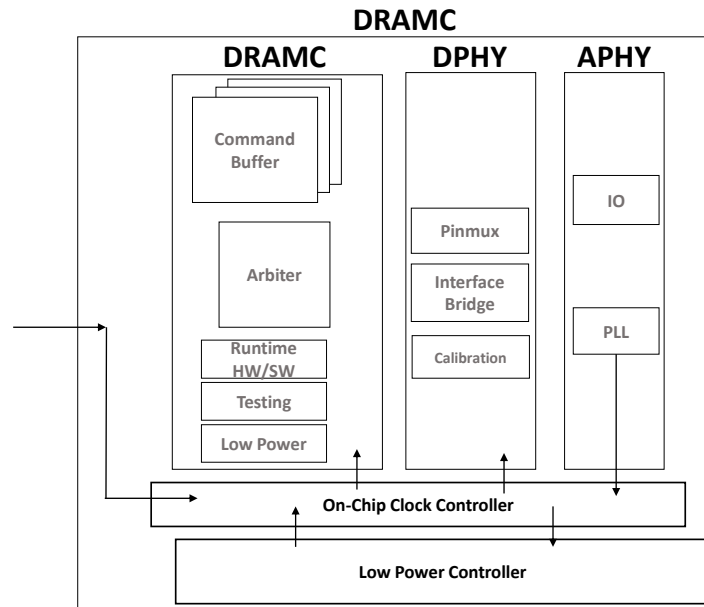 DRAMC
DRAMC
DPHY
APHY
Command
Buffer
Arbiter
Runtime
HW/SW
Testing
Low Power
Pinmux
Interface
Bridge
Calibration
IO
PLL
On-Chip Clock Controller
Low Power Controller